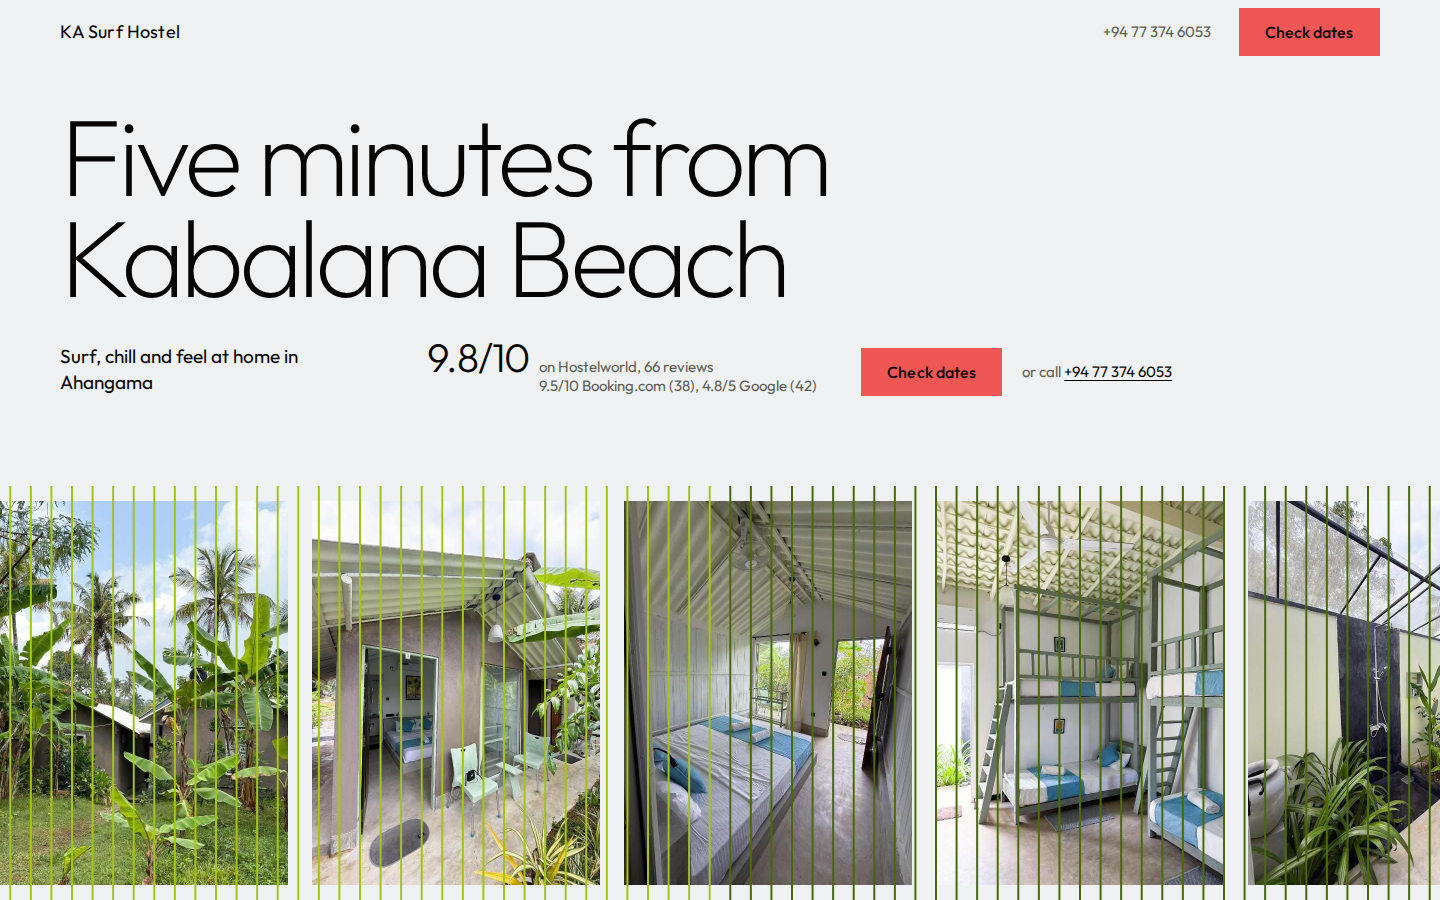 KA Surf Hostel
+94 77 374 6053
Check dates
Five minutes from
Kabalana Beach
Surf, chill and feel at home in
Ahangama
9.8/10
on Hostelworld, 66 reviews
9.5/10 Booking.com (38), 4.8/5 Google (42)
Check dates
or call +94 77 374 6053